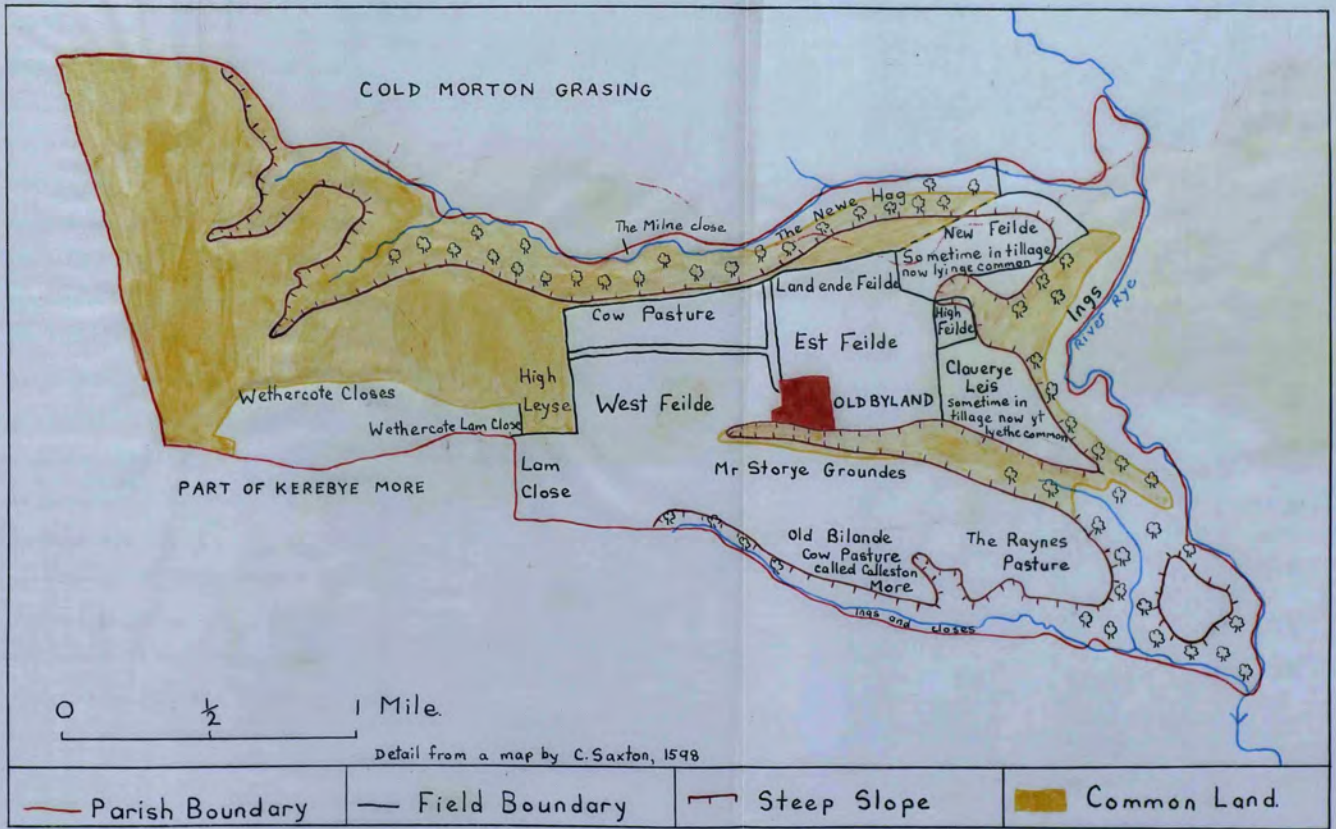 COLD MORTON GRASING
The Milne close
The Newe Hag
New Feilde
Sometime in tillage
now lyinge common
Land ende Feilde
Ings
River Rye
Cow Pasture
High
Feilde
Est Feilde
Claverye
Leis
sometime in
tillage now yt
lyethe common
High
Leyse
West Feilde
OLD BYLAND
Wethercote Closes
Wethercote Lam Close
Mr Storye Groundes
PART OF KEREBYE MORE
Lam
Close
Old Bilande
Cow Pasture
called Calleston
More
The Raynes
Pasture
Ings and closes
0 ½ 1 Mile.
Detail from a map by C. Saxton, 1598
Parish Boundary
Field Boundary
Steep Slope
Common Land.